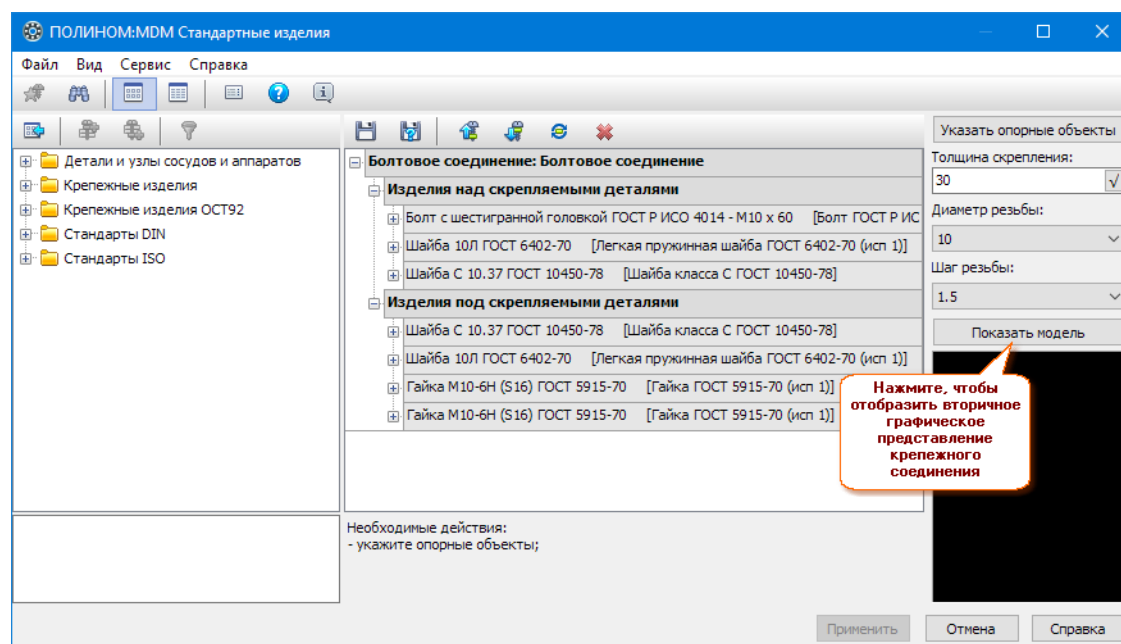 ПОЛИНОМ:MDM Стандартные изделия
Файл Вид Сервис Справка
Детали и узлы сосудов и аппаратов
Крепежные изделия
Крепежные изделия ОСТ92
Стандарты DIN
Стандарты ISO
Болтовое соединение: Болтовое соединение
Изделия над скрепляемыми деталями
Болт с шестигранной головкой ГОСТ Р ИСО 4014 - М10 x 60 [Болт ГОСТ Р ИС
Шайба 10Л ГОСТ 6402-70 [Легкая пружинная шайба ГОСТ 6402-70 (исп 1)]
Шайба С 10.37 ГОСТ 10450-78 [Шайба класса С ГОСТ 10450-78]
Изделия под скрепляемыми деталями
Шайба С 10.37 ГОСТ 10450-78 [Шайба класса С ГОСТ 10450-78]
Шайба 10Л ГОСТ 6402-70 [Легкая пружинная шайба ГОСТ 6402-70 (исп 1)]
Гайка М10-6H (S16) ГОСТ 5915-70 [Гайка ГОСТ 5915-70 (исп 1)]
Гайка М10-6H (S16) ГОСТ 5915-70 [Гайка ГОСТ 5915-70 (исп 1)]
Необходимые действия:
- укажите опорные объекты;
Указать опорные объекты
Толщина скрепления:
30 √
Диаметр резьбы:
10
Шаг резьбы:
1.5
Показать модель
Нажмите, чтобы
отобразить вторичное
графическое
представление
крепежного
соединения
Применить Отмена Справка